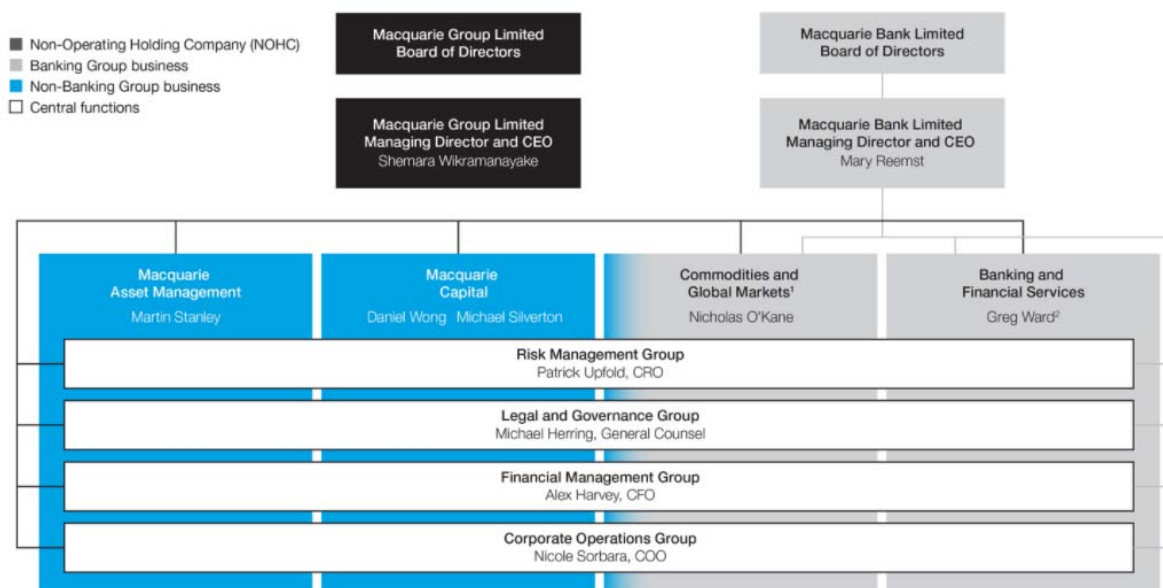 Non-Operating Holding Company (NOHC)
Banking Group business
Non-Banking Group business
Central functions
Macquarie Group Limited
Board of Directors
Macquarie Bank Limited
Board of Directors
Macquarie Group Limited
Managing Director and CEO
Shemara Wikramanayake
Macquarie Bank Limited
Managing Director and CEO
Mary Reemst
Macquarie
Asset Management
Martin Stanley
Macquarie
Capital
Daniel Wong Michael Silverton
Commodities and
Global Markets¹
Nicholas O'Kane
Banking and
Financial Services
Greg Ward²
Risk Management Group
Patrick Upfold, CRO
Legal and Governance Group
Michael Herring, General Counsel
Financial Management Group
Alex Harvey, CFO
Corporate Operations Group
Nicole Sorbara, COO